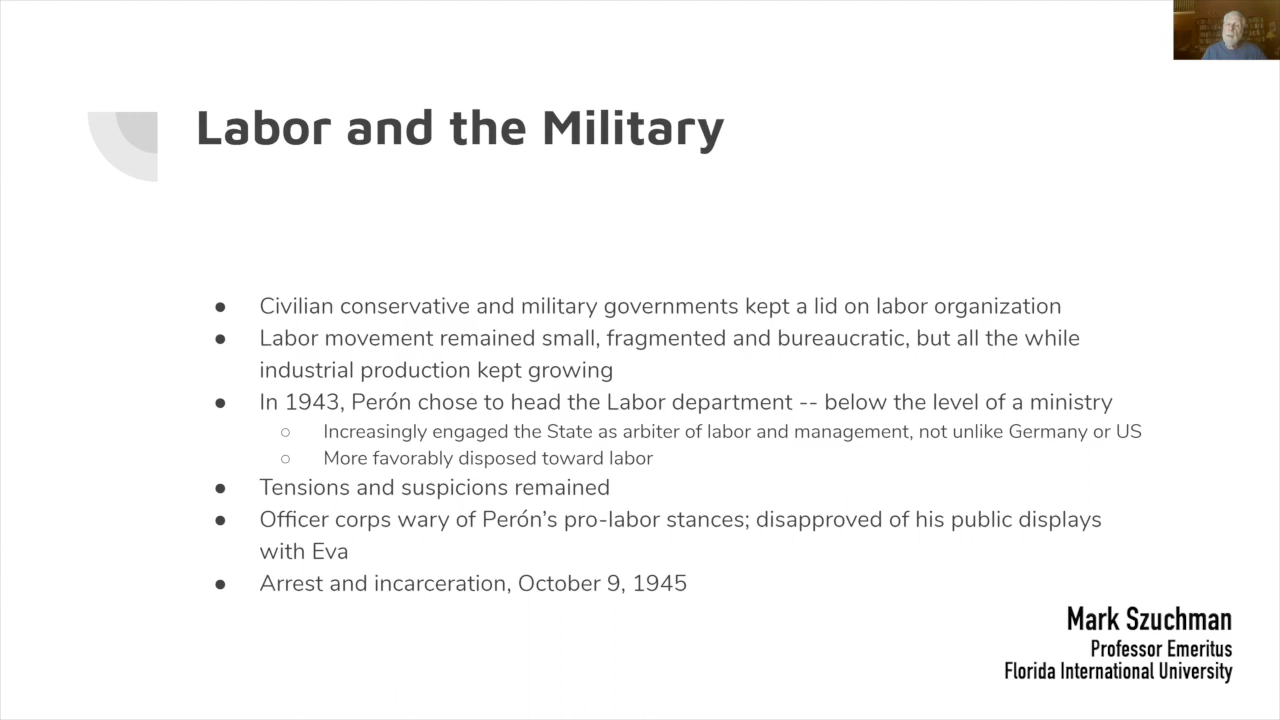 Labor and the Military
● Civilian conservative and military governments kept a lid on labor organization
● Labor movement remained small, fragmented and bureaucratic, but all the while
industrial production kept growing
● In 1943, Perón chose to head the Labor department -- below the level of a ministry
○ Increasingly engaged the State as arbiter of labor and management, not unlike Germany or US
○ More favorably disposed toward labor
● Tensions and suspicions remained
● Officer corps wary of Perón’s pro-labor stances; disapproved of his public displays
with Eva
● Arrest and incarceration, October 9, 1945
Mark Szuchman
Professor Emeritus
Florida International University